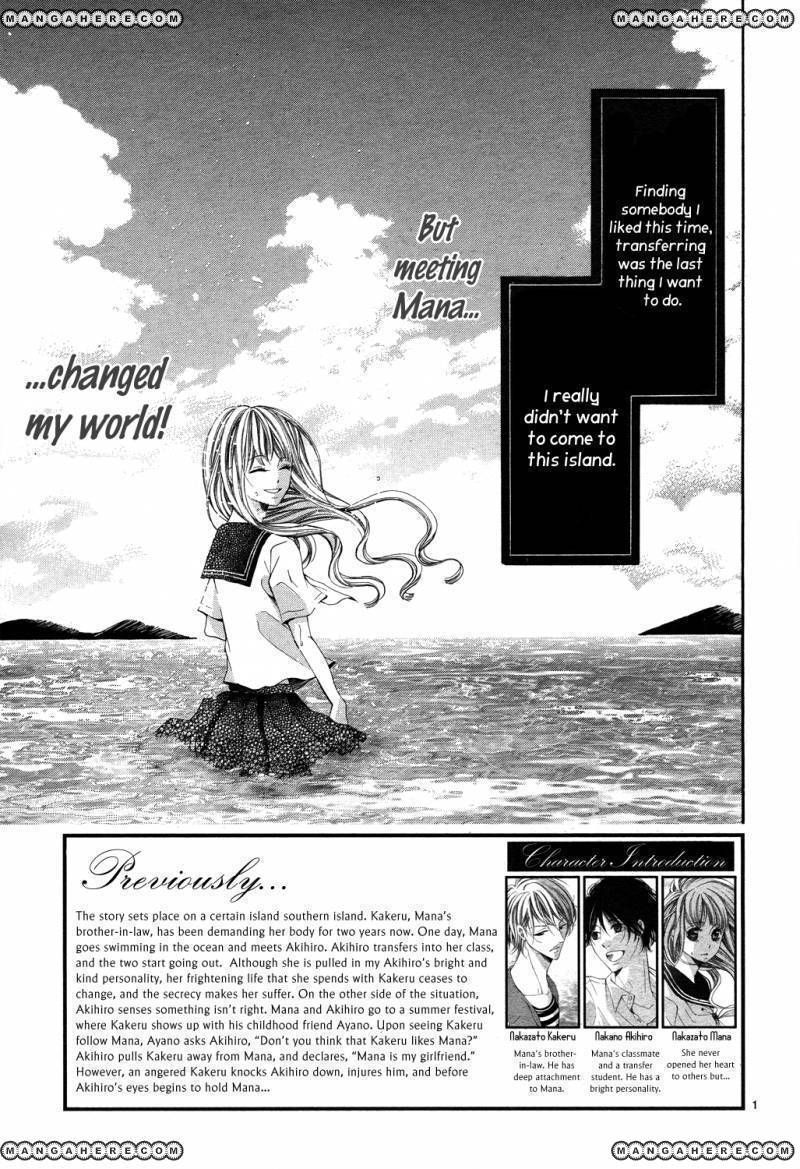 MANGAHERE.COM
MANGAHERE.COM
Finding
somebody I
liked this time,
transferring
was the last
thing I want
to do.
I really
didn't want
to come to
this island.
But
meeting
Mana...
...changed
my world!
Previously...
The story sets place on a certain island southern island. Kakeru, Mana's
brother-in-law, has been demanding her body for two years now. One day, Mana
goes swimming in the ocean and meets Akihiro. Akihiro transfers into her class,
and the two start going out. Although she is pulled in my Akihiro's bright and
kind personality, her frightening life that she spends with Kakeru ceases to
change, and the secrecy makes her suffer. On the other side of the situation,
Akihiro senses something isn't right. Mana and Akihiro go to a summer festival,
where Kakeru shows up with his childhood friend Ayano. Upon seeing Kakeru
follow Mana, Ayano asks Akihiro, "Don't you think that Kakeru likes Mana?"
Akihiro pulls Kakeru away from Mana, and declares, "Mana is my girlfriend."
However, an angered Kakeru knocks Akihiro down, injures him, and before
Akihiro's eyes begins to hold Mana...
Character Introduction
Nakazato Kakeru
Mana's brother-
in-law. He has
deep attachment
to Mana.
Nakano Akihiro
Mana's classmate
and a transfer
student. He has a
bright personality.
Nakazato Mana
She never
opened her heart
to others but...
1
MANGAHERE.COM
MANGAHERE.COM